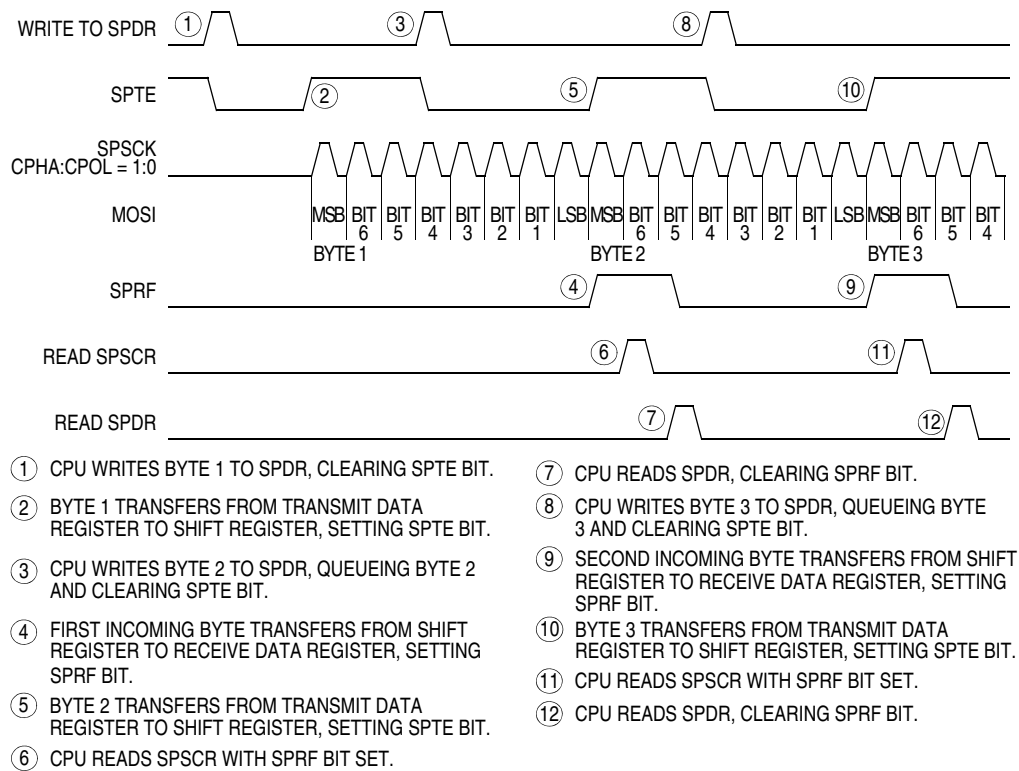 WRITE TO SPDR
1
3
8
SPTE
2
5
10
SPSCK
CPHA:CPOL = 1:0
MOSI
MSB BIT 6 BIT 5 BIT 4 BIT 3 BIT 2 BIT 1 LSB MSB BIT 6 BIT 5 BIT 4 BIT 3 BIT 2 BIT 1 LSB MSB BIT 6 BIT 5 BIT 4
BYTE 1
BYTE 2
BYTE 3
SPRF
4
9
READ SPSCR
6
11
READ SPDR
7
12
1 CPU WRITES BYTE 1 TO SPDR, CLEARING SPTE BIT.
2 BYTE 1 TRANSFERS FROM TRANSMIT DATA
REGISTER TO SHIFT REGISTER, SETTING SPTE BIT.
3 CPU WRITES BYTE 2 TO SPDR, QUEUEING BYTE 2
AND CLEARING SPTE BIT.
4 FIRST INCOMING BYTE TRANSFERS FROM SHIFT
REGISTER TO RECEIVE DATA REGISTER, SETTING
SPRF BIT.
5 BYTE 2 TRANSFERS FROM TRANSMIT DATA
REGISTER TO SHIFT REGISTER, SETTING SPTE BIT.
6 CPU READS SPSCR WITH SPRF BIT SET.
7 CPU READS SPDR, CLEARING SPRF BIT.
8 CPU WRITES BYTE 3 TO SPDR, QUEUEING BYTE
3 AND CLEARING SPTE BIT.
9 SECOND INCOMING BYTE TRANSFERS FROM SHIFT
REGISTER TO RECEIVE DATA REGISTER, SETTING
SPRF BIT.
10 BYTE 3 TRANSFERS FROM TRANSMIT DATA
REGISTER TO SHIFT REGISTER, SETTING SPTE BIT.
11 CPU READS SPSCR WITH SPRF BIT SET.
12 CPU READS SPDR, CLEARING SPRF BIT.